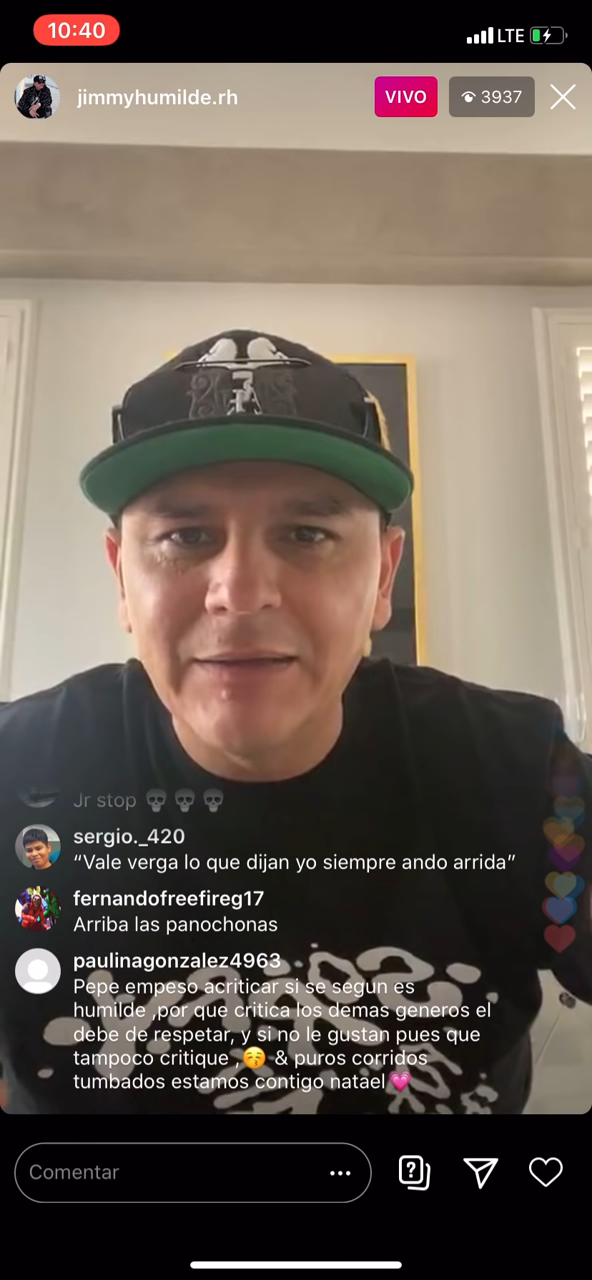 10:40
LTE
jimmyhumilde.rh
VIVO
3937
Jr stop 💀💀💀
sergio._420
“Vale verga lo que dijan yo siempre ando arrida”
fernandofreefireg17
Arriba las panochonas
paulinagonzalez4963
Pepe empeso acriticar si se segun es
humilde ,por que critica los demas generos el
debe de respetar, y si no le gustan pues que
tampoco critique ,😚 & puros corridos
tumbados estamos contigo natael💗
Comentar